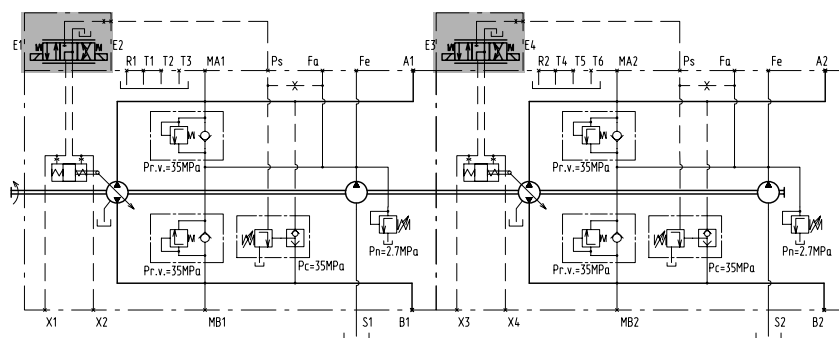 E1 E2 E3 E4
R1 T1 T2 T3 MA1 Ps Fa Fe A1 R2 T4 T5 T6 MA2 Ps Fa Fe A2
Pr.v.=35MPa Pr.v.=35MPa
Pn=2.7MPa Pn=2.7MPa
Pr.v.=35MPa Pc=35MPa Pr.v.=35MPa Pc=35MPa
X1 X2 MB1 S1 B1 X3 X4 MB2 S2 B2